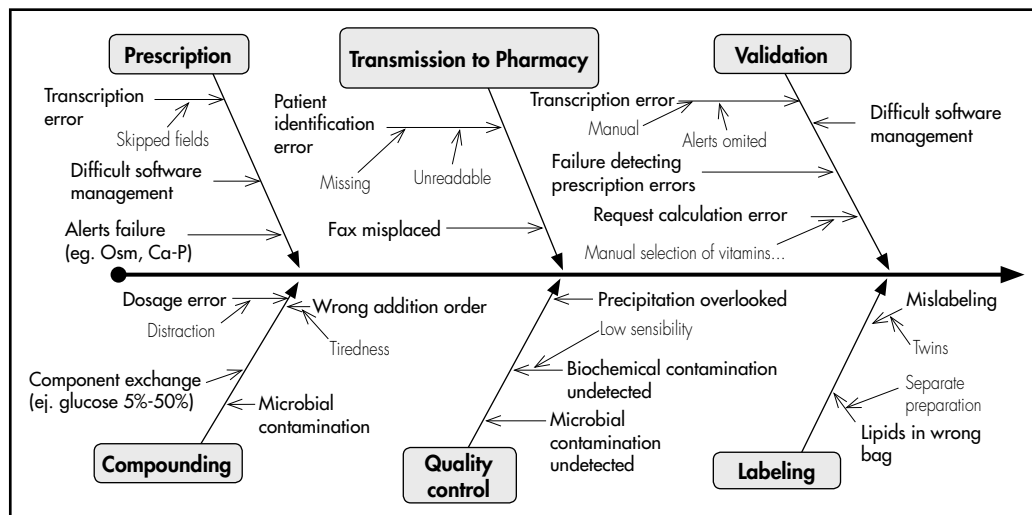 Prescription
Transmission to Pharmacy
Validation
Transcription
error
Skipped fields
Difficult software
management
Alerts failure
(eg. Osm, Ca-P)
Patient
identification
error
Missing
Unreadable
Fax misplaced
Transcription error
Manual
Alerts omited
Difficult software
management
Failure detecting
prescription errors
Request calculation error
Manual selection of vitamins...
Dosage error
Distraction
Wrong addition order
Tiredness
Component exchange
(ej. glucose 5%-50%)
Microbial
contamination
Compounding
Precipitation overlooked
Low sensibility
Biochemical contamination
undetected
Microbial
contamination
undetected
Quality
control
Mislabeling
Twins
Separate
preparation
Lipids in wrong
bag
Labeling